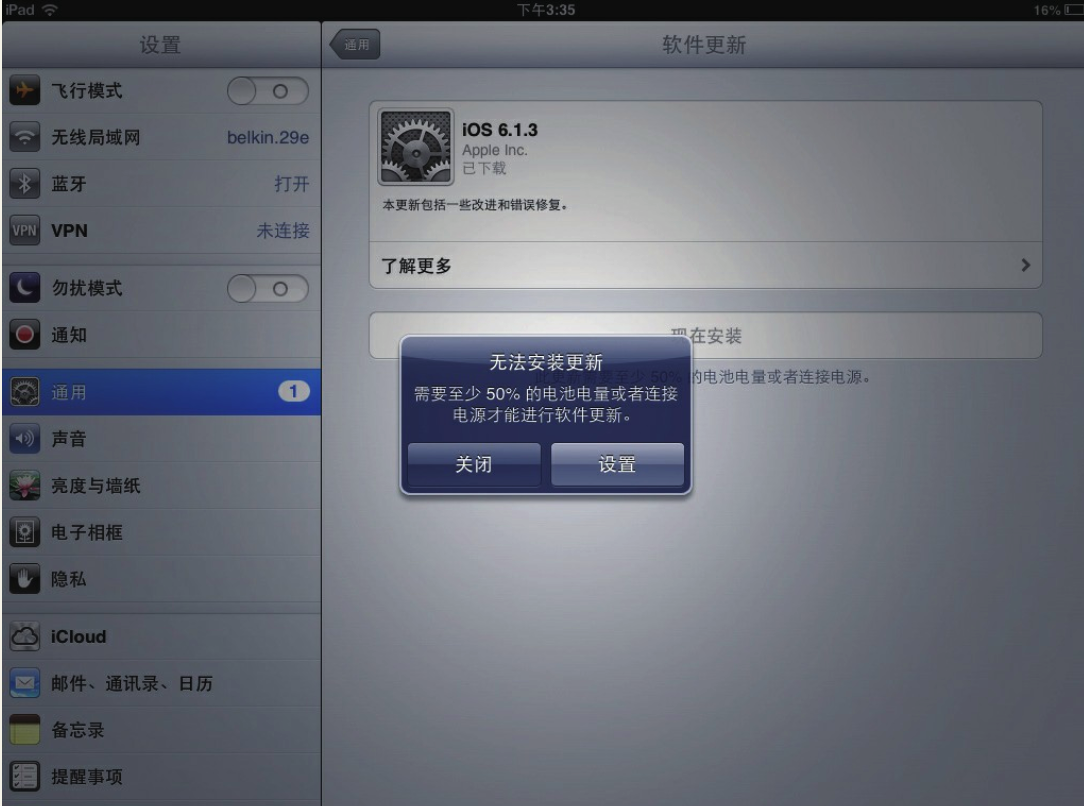 iPad
下午3:35
16%
设置
通用
软件更新
飞行模式
无线局域网
belkin.29e
蓝牙
打开
VPN
VPN
未连接
勿扰模式
通知
通用
1
声音
亮度与墙纸
电子相框
隐私
iCloud
邮件、通讯录、日历
备忘录
提醒事项
iOS 6.1.3
Apple Inc.
已下载
本更新包括一些改进和错误修复。
了解更多
现在安装
此更新需要至少 50% 的电池电量或者连接电源。
无法安装更新
需要至少 50% 的电池电量或者连接
电源才能进行软件更新。
关闭
设置